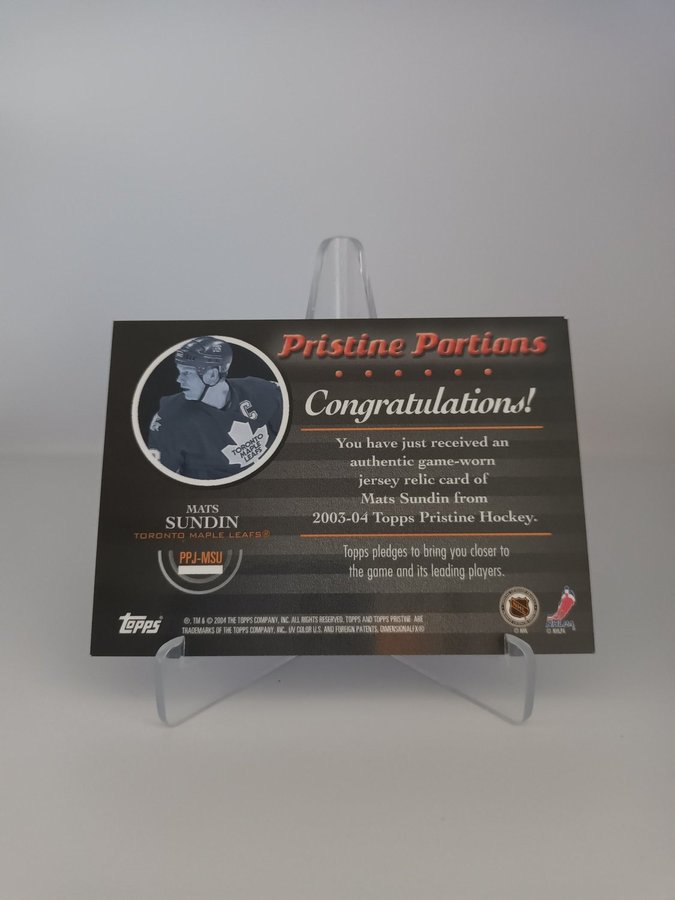 Pristine Portions
Congratulations!
You have just received an
authentic game-worn
jersey relic card of
Mats Sundin from
2003-04 Topps Pristine Hockey.
Topps pledges to bring you closer to
the game and its leading players.
C
TORONTO
MAPLE
LEAFS
MATS
SUNDIN
TORONTO MAPLE LEAFS®
PPJ-MSU
Topps
®, TM & © 2004 THE TOPPS COMPANY, INC. ALL RIGHTS RESERVED. TOPPS AND TOPPS PRISTINE ARE
TRADEMARKS OF THE TOPPS COMPANY, INC. UV COLOR U.S. AND FOREIGN PATENTS. DIMENSIONALFX®
© NHL
NHLPA
© NHLPA